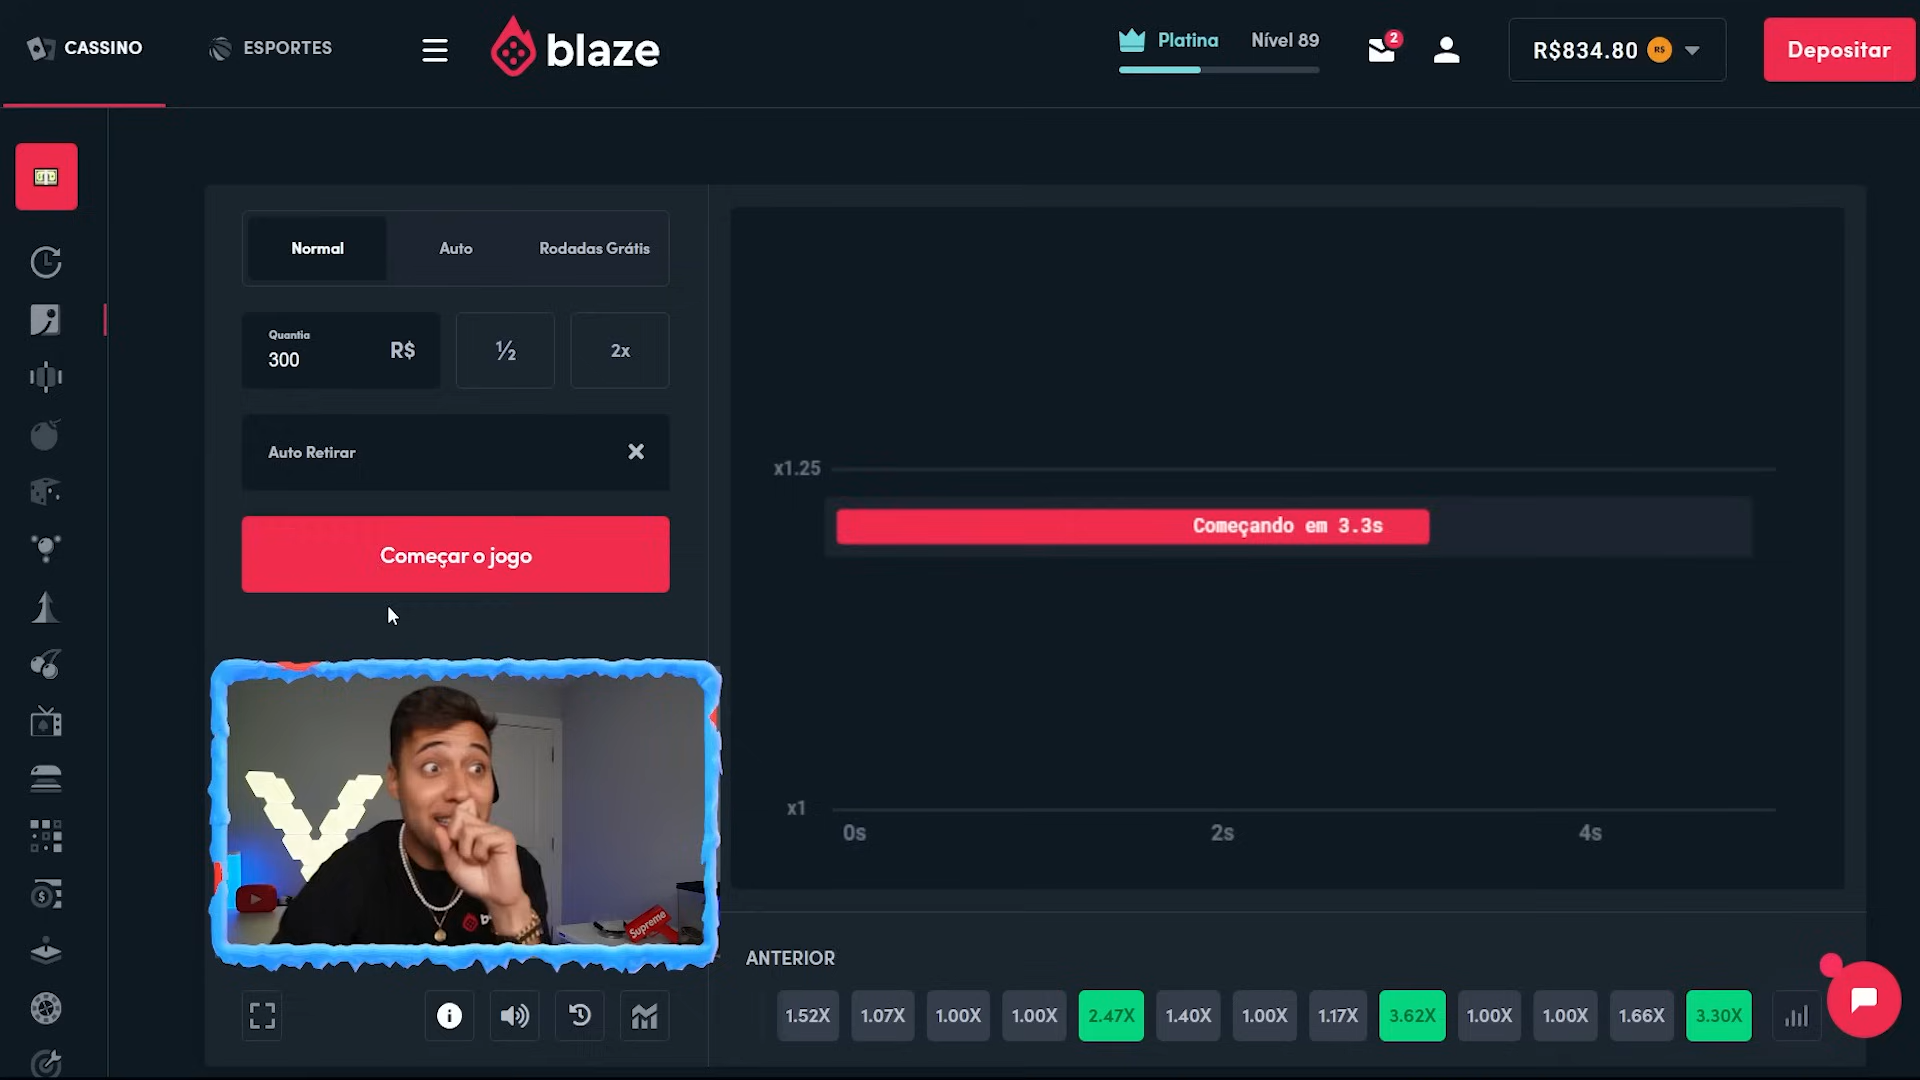 CASSINO
ESPORTES
blaze
Platina
Nível 89
2
R$834.80
R$
Depositar
Normal
Auto
Rodadas Grátis
Quantia
300
R$
½
2x
Auto Retirar
Começar o jogo
x1.25
Começando em 3.3s
x1
0s
2s
4s
Supreme
ANTERIOR
1.52X
1.07X
1.00X
1.00X
2.47X
1.40X
1.00X
1.17X
3.62X
1.00X
1.00X
1.66X
3.30X